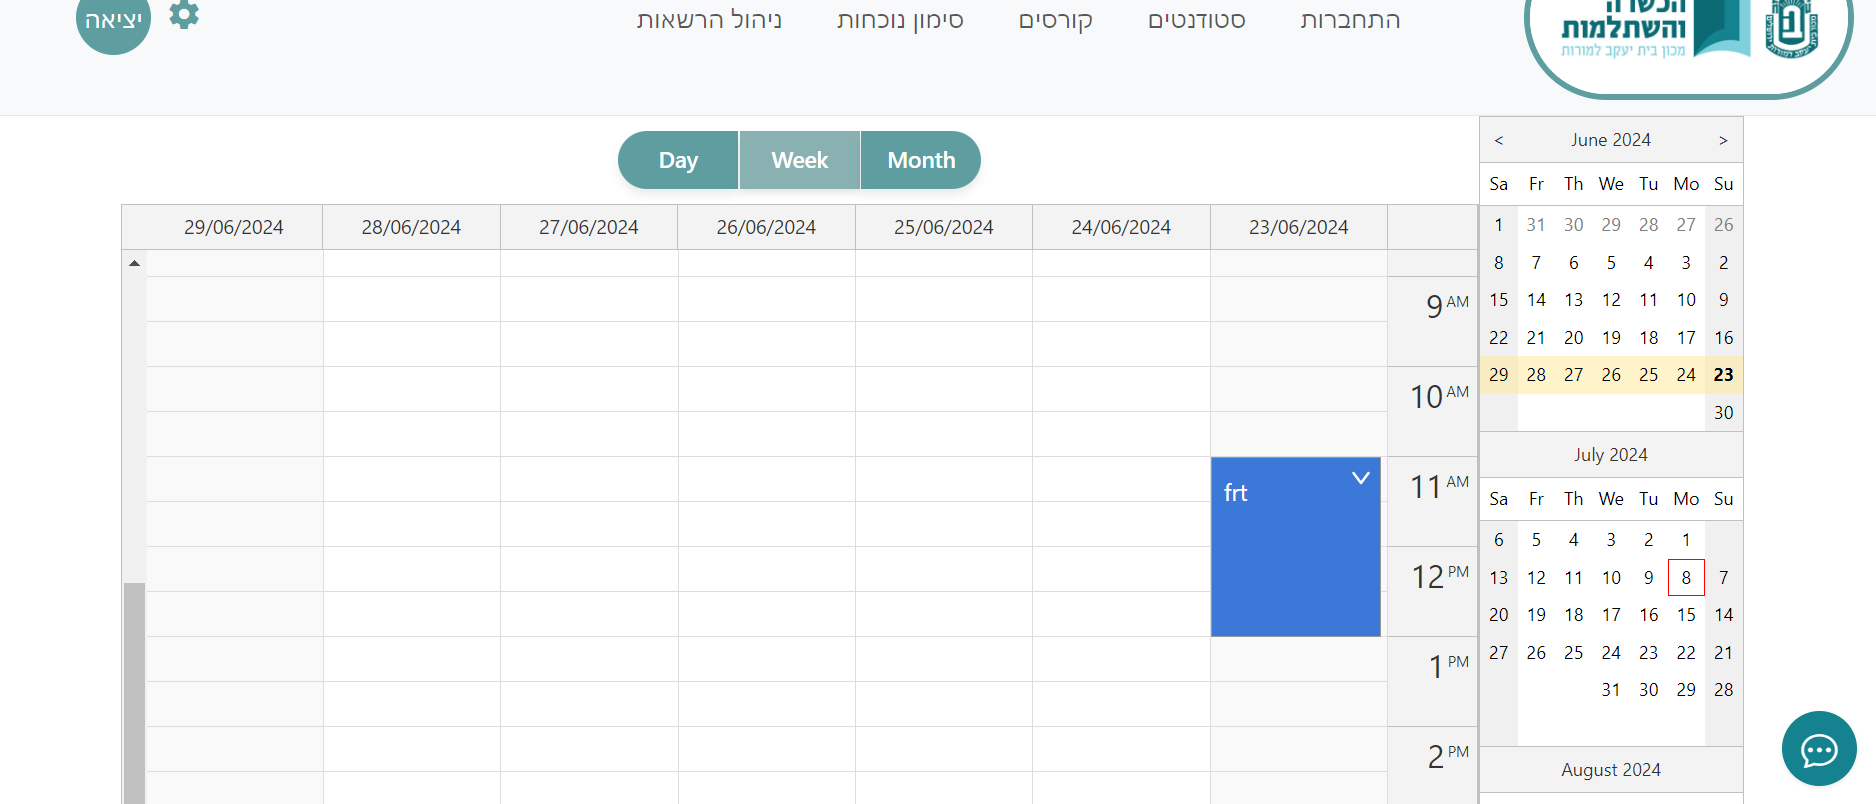 הכשרה
והשתלמות
מכון בית יעקב למורות
התחברות
סטודנטים
קורסים
סימון נוכחות
ניהול הרשאות
יציאה
Day Week Month
29/06/2024 28/06/2024 27/06/2024 26/06/2024 25/06/2024 24/06/2024 23/06/2024
9 AM
10 AM
11 AM
12 PM
1 PM
2 PM
frt
< June 2024 >
Sa Fr Th We Tu Mo Su
1 31 30 29 28 27 26
8 7 6 5 4 3 2
15 14 13 12 11 10 9
22 21 20 19 18 17 16
29 28 27 26 25 24 23
30
July 2024
Sa Fr Th We Tu Mo Su
6 5 4 3 2 1
13 12 11 10 9 8 7
20 19 18 17 16 15 14
27 26 25 24 23 22 21
31 30 29 28
August 2024